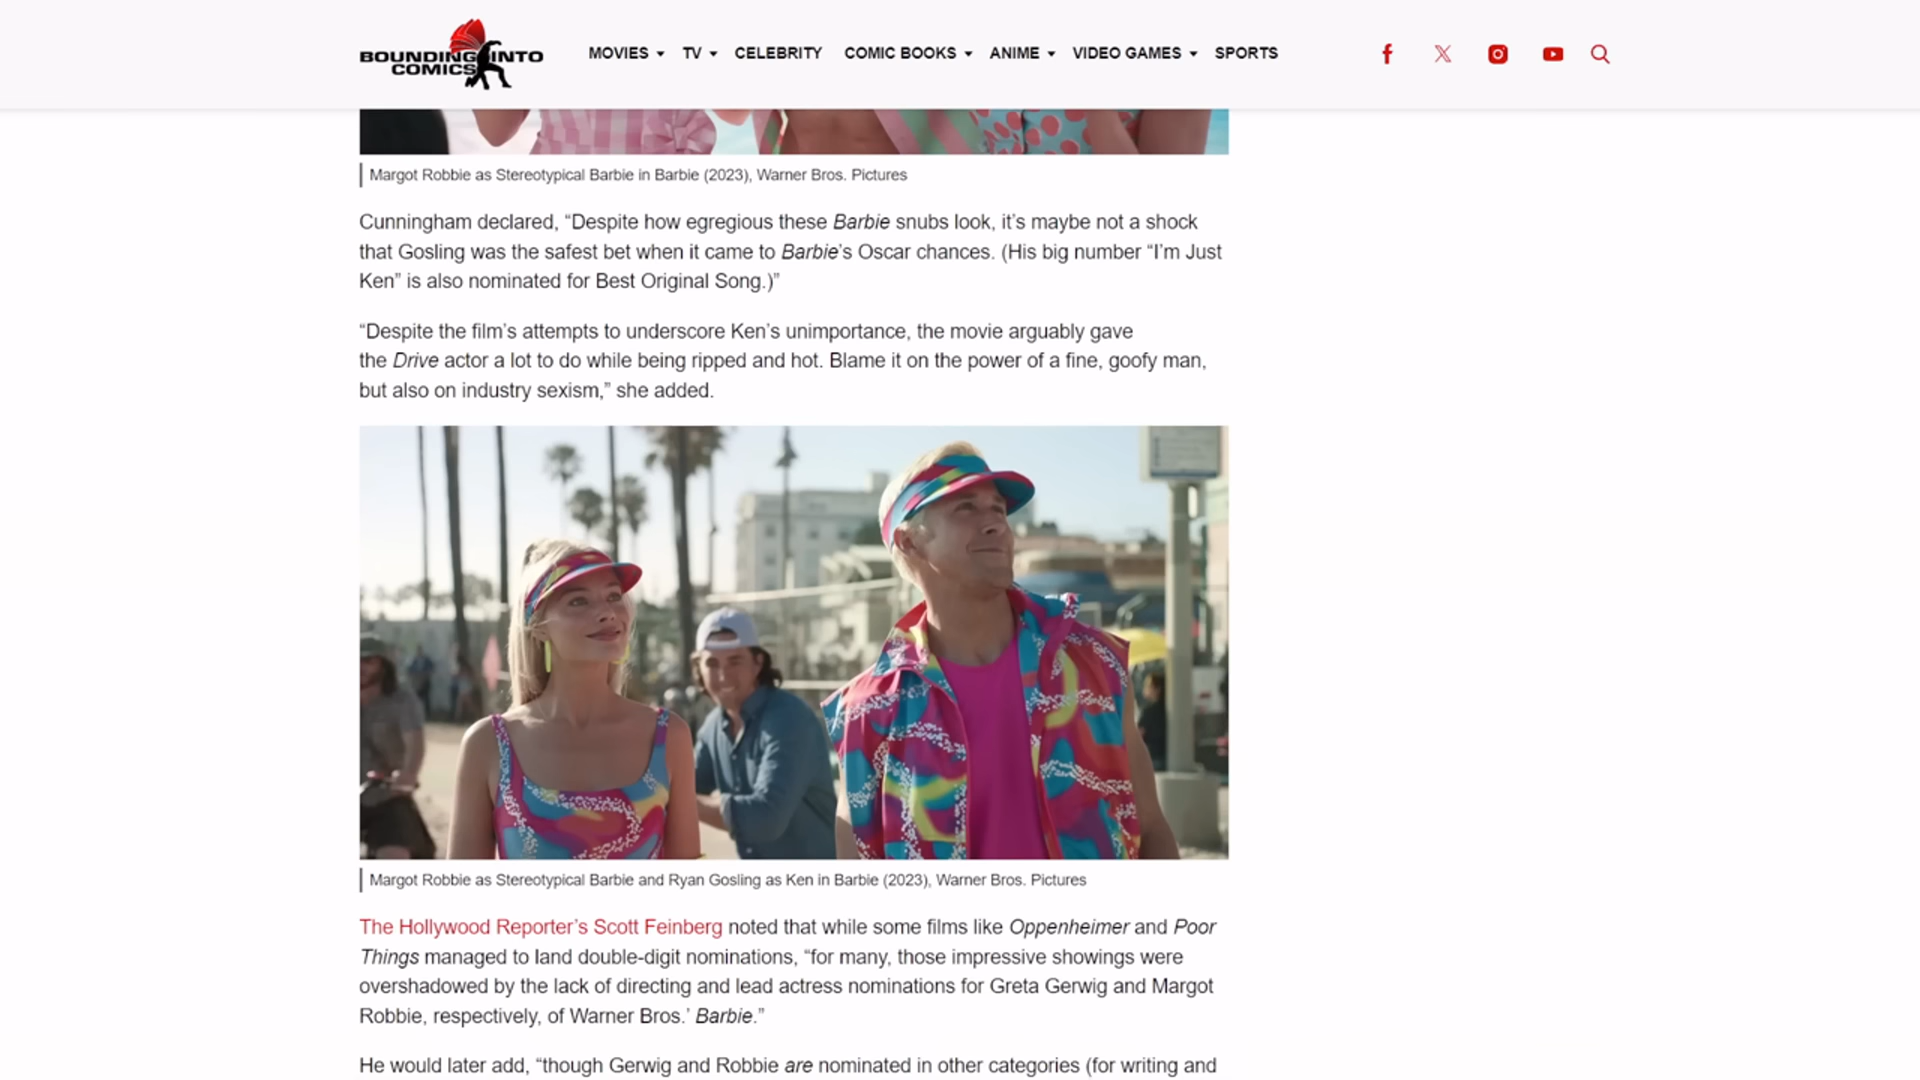 BOUNDING INTO
COMICS
MOVIES
TV
CELEBRITY
COMIC BOOKS
ANIME
VIDEO GAMES
SPORTS
Margot Robbie as Stereotypical Barbie in Barbie (2023), Warner Bros. Pictures
Cunningham declared, “Despite how egregious these Barbie snubs look, it’s maybe not a shock
that Gosling was the safest bet when it came to Barbie’s Oscar chances. (His big number “I’m Just
Ken” is also nominated for Best Original Song.)”
“Despite the film’s attempts to underscore Ken’s unimportance, the movie arguably gave
the Drive actor a lot to do while being ripped and hot. Blame it on the power of a fine, goofy man,
but also on industry sexism,” she added.
Margot Robbie as Stereotypical Barbie and Ryan Gosling as Ken in Barbie (2023), Warner Bros. Pictures
The Hollywood Reporter’s Scott Feinberg noted that while some films like Oppenheimer and Poor
Things managed to land double-digit nominations, “for many, those impressive showings were
overshadowed by the lack of directing and lead actress nominations for Greta Gerwig and Margot
Robbie, respectively, of Warner Bros.’ Barbie.”
He would later add, “though Gerwig and Robbie are nominated in other categories (for writing and